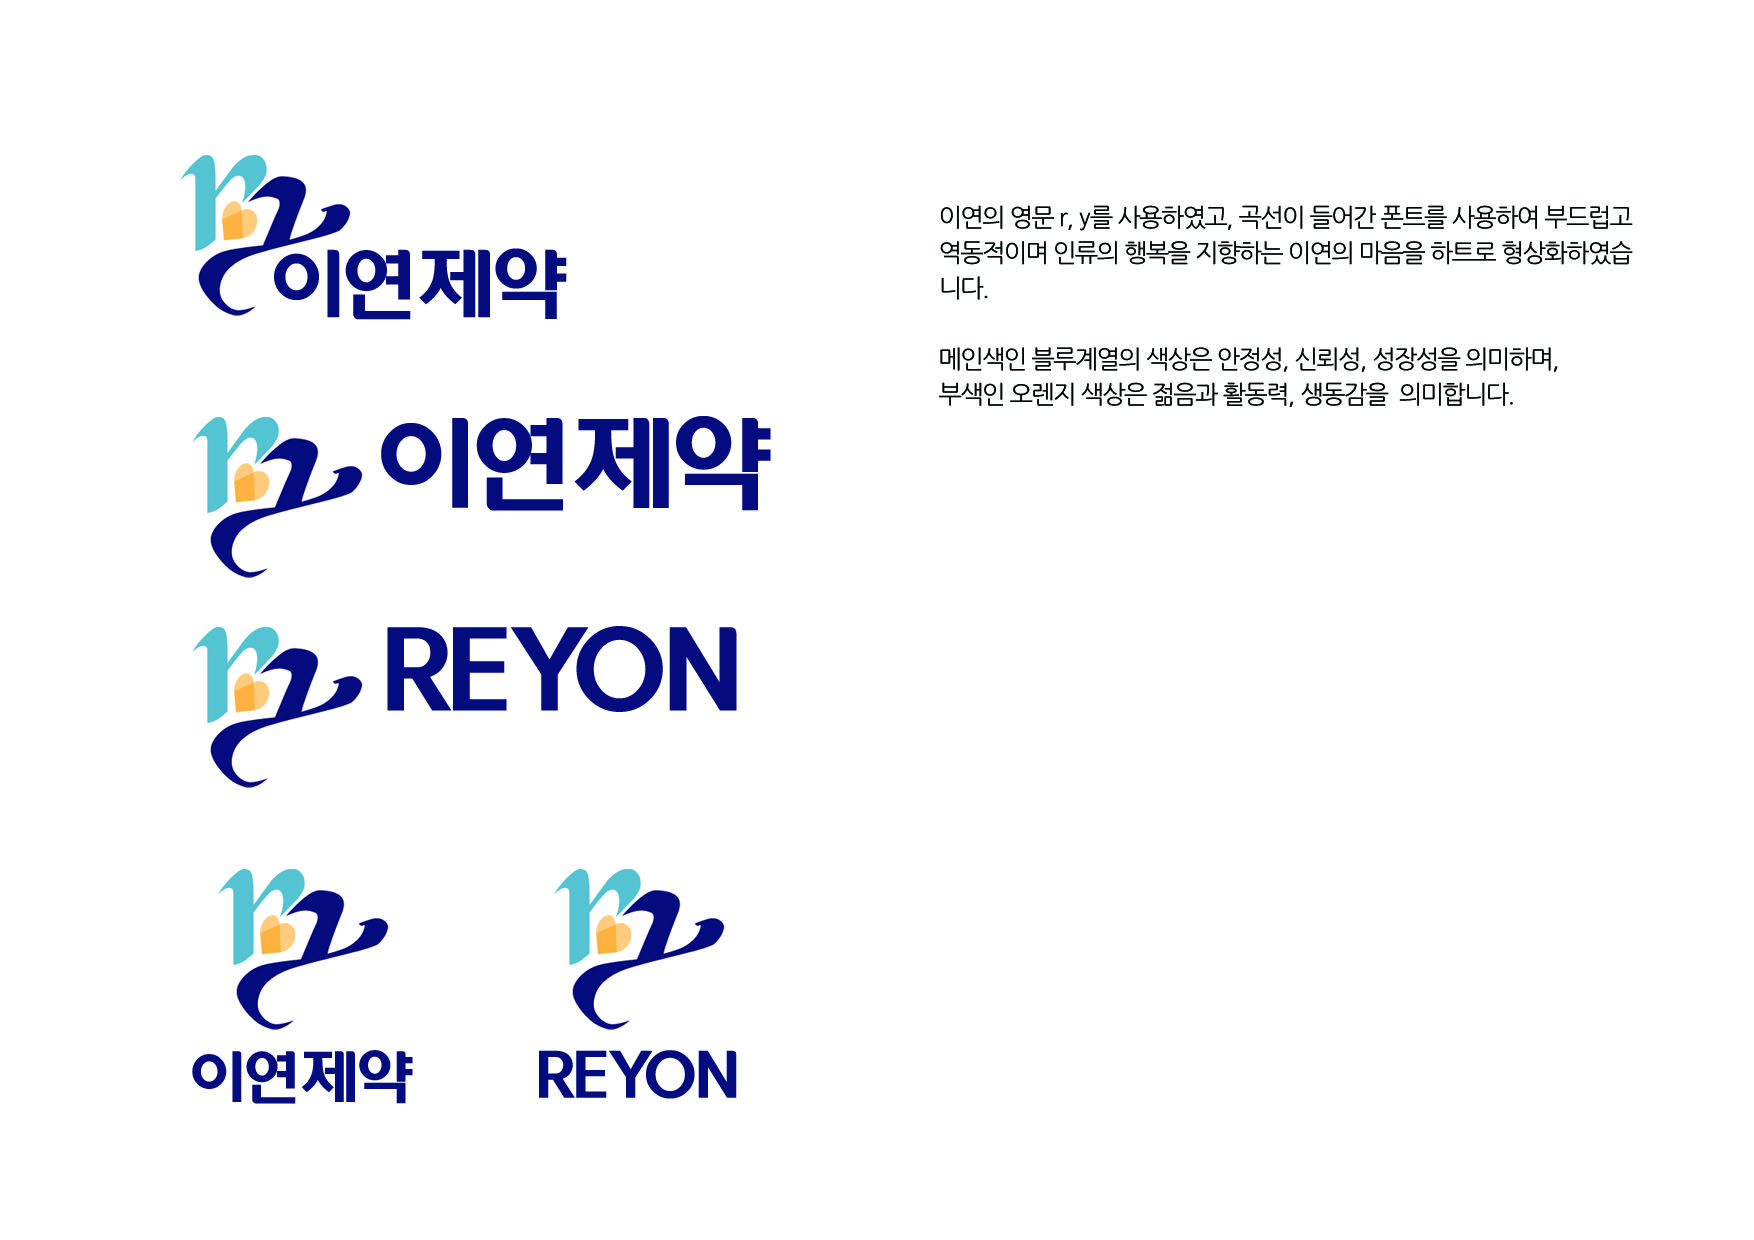 이연제약
이연제약
REYON
이연제약
REYON
이연의 영문 r, y를 사용하였고, 곡선이 들어간 폰트를 사용하여 부드럽고
역동적이며 인류의 행복을 지향하는 이연의 마음을 하트로 형상화하였습
니다.
메인색인 블루계열의 색상은 안정성, 신뢰성, 성장성을 의미하며,
부색인 오렌지 색상은 젊음과 활동력, 생동감을 의미합니다.